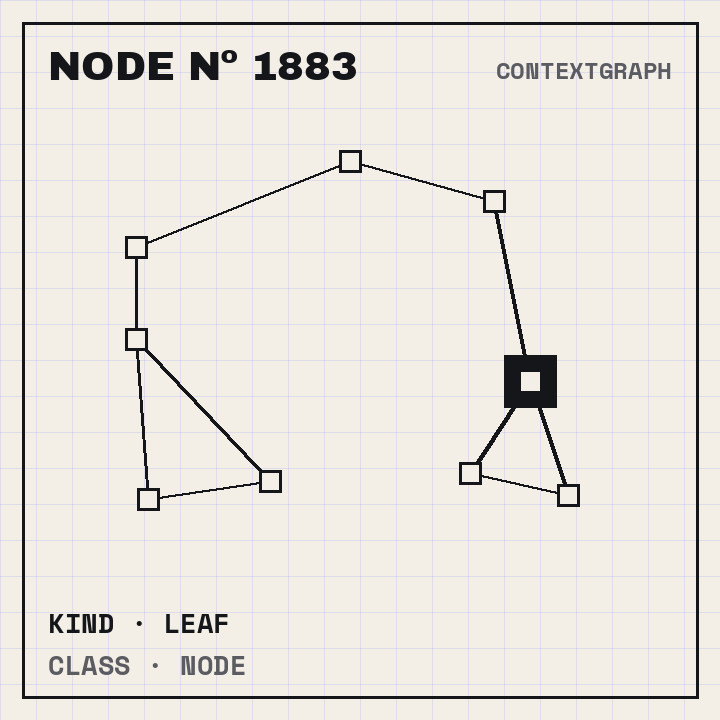 NODE Nº 1883
CONTEXTGRAPH
KIND · LEAF
CLASS · NODE